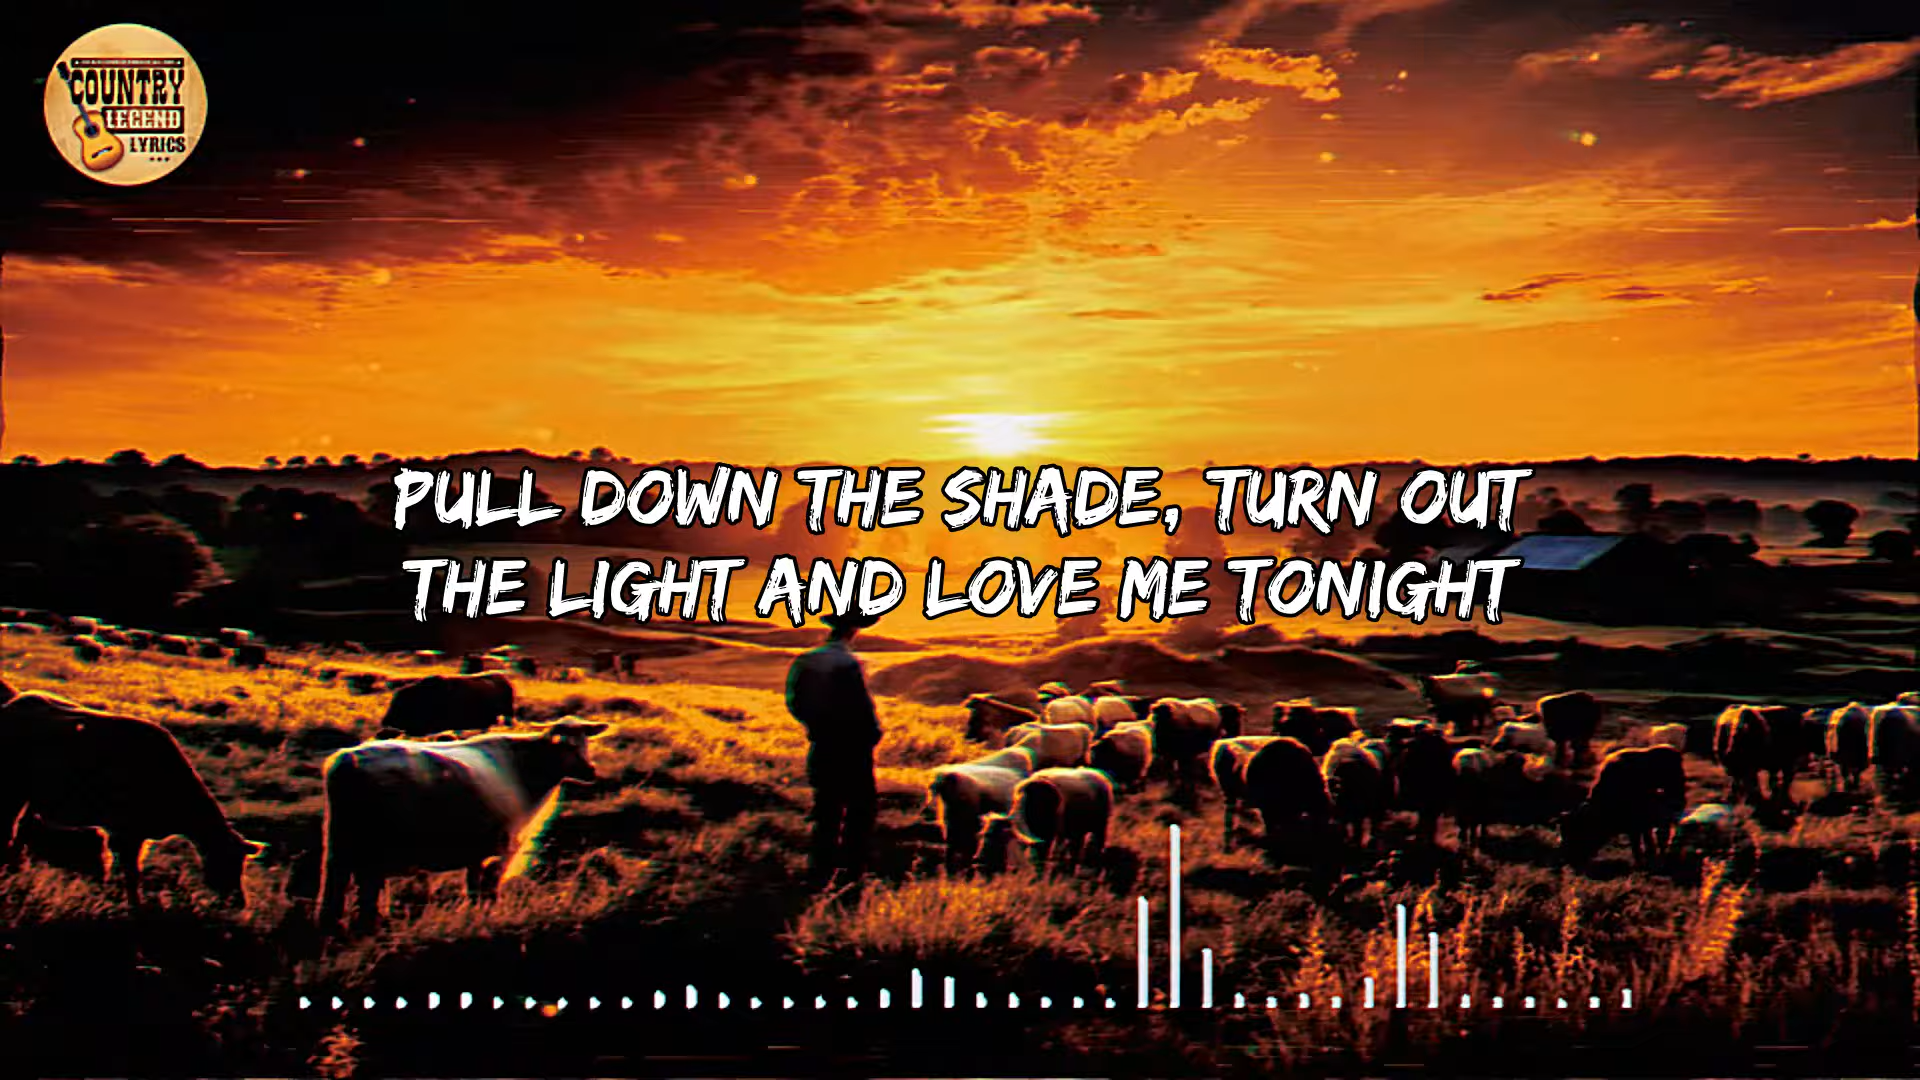 COUNTRY
LEGEND
LYRICS
PULL DOWN THE SHADE, TURN OUT
THE LIGHT AND LOVE ME TONIGHT